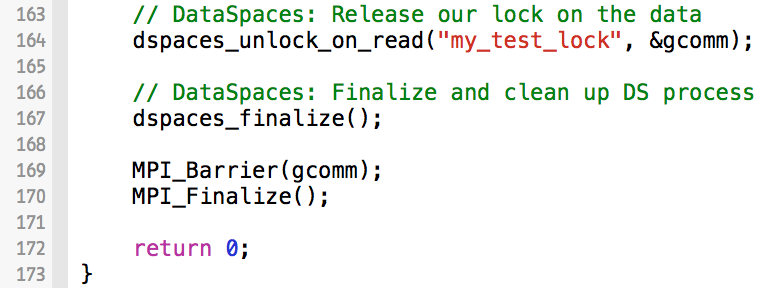 163 // DataSpaces: Release our lock on the data
164 dspaces_unlock_on_read("my_test_lock", &gcomm);
165
166 // DataSpaces: Finalize and clean up DS process
167 dspaces_finalize();
168
169 MPI_Barrier(gcomm);
170 MPI_Finalize();
171
172 return 0;
173 }